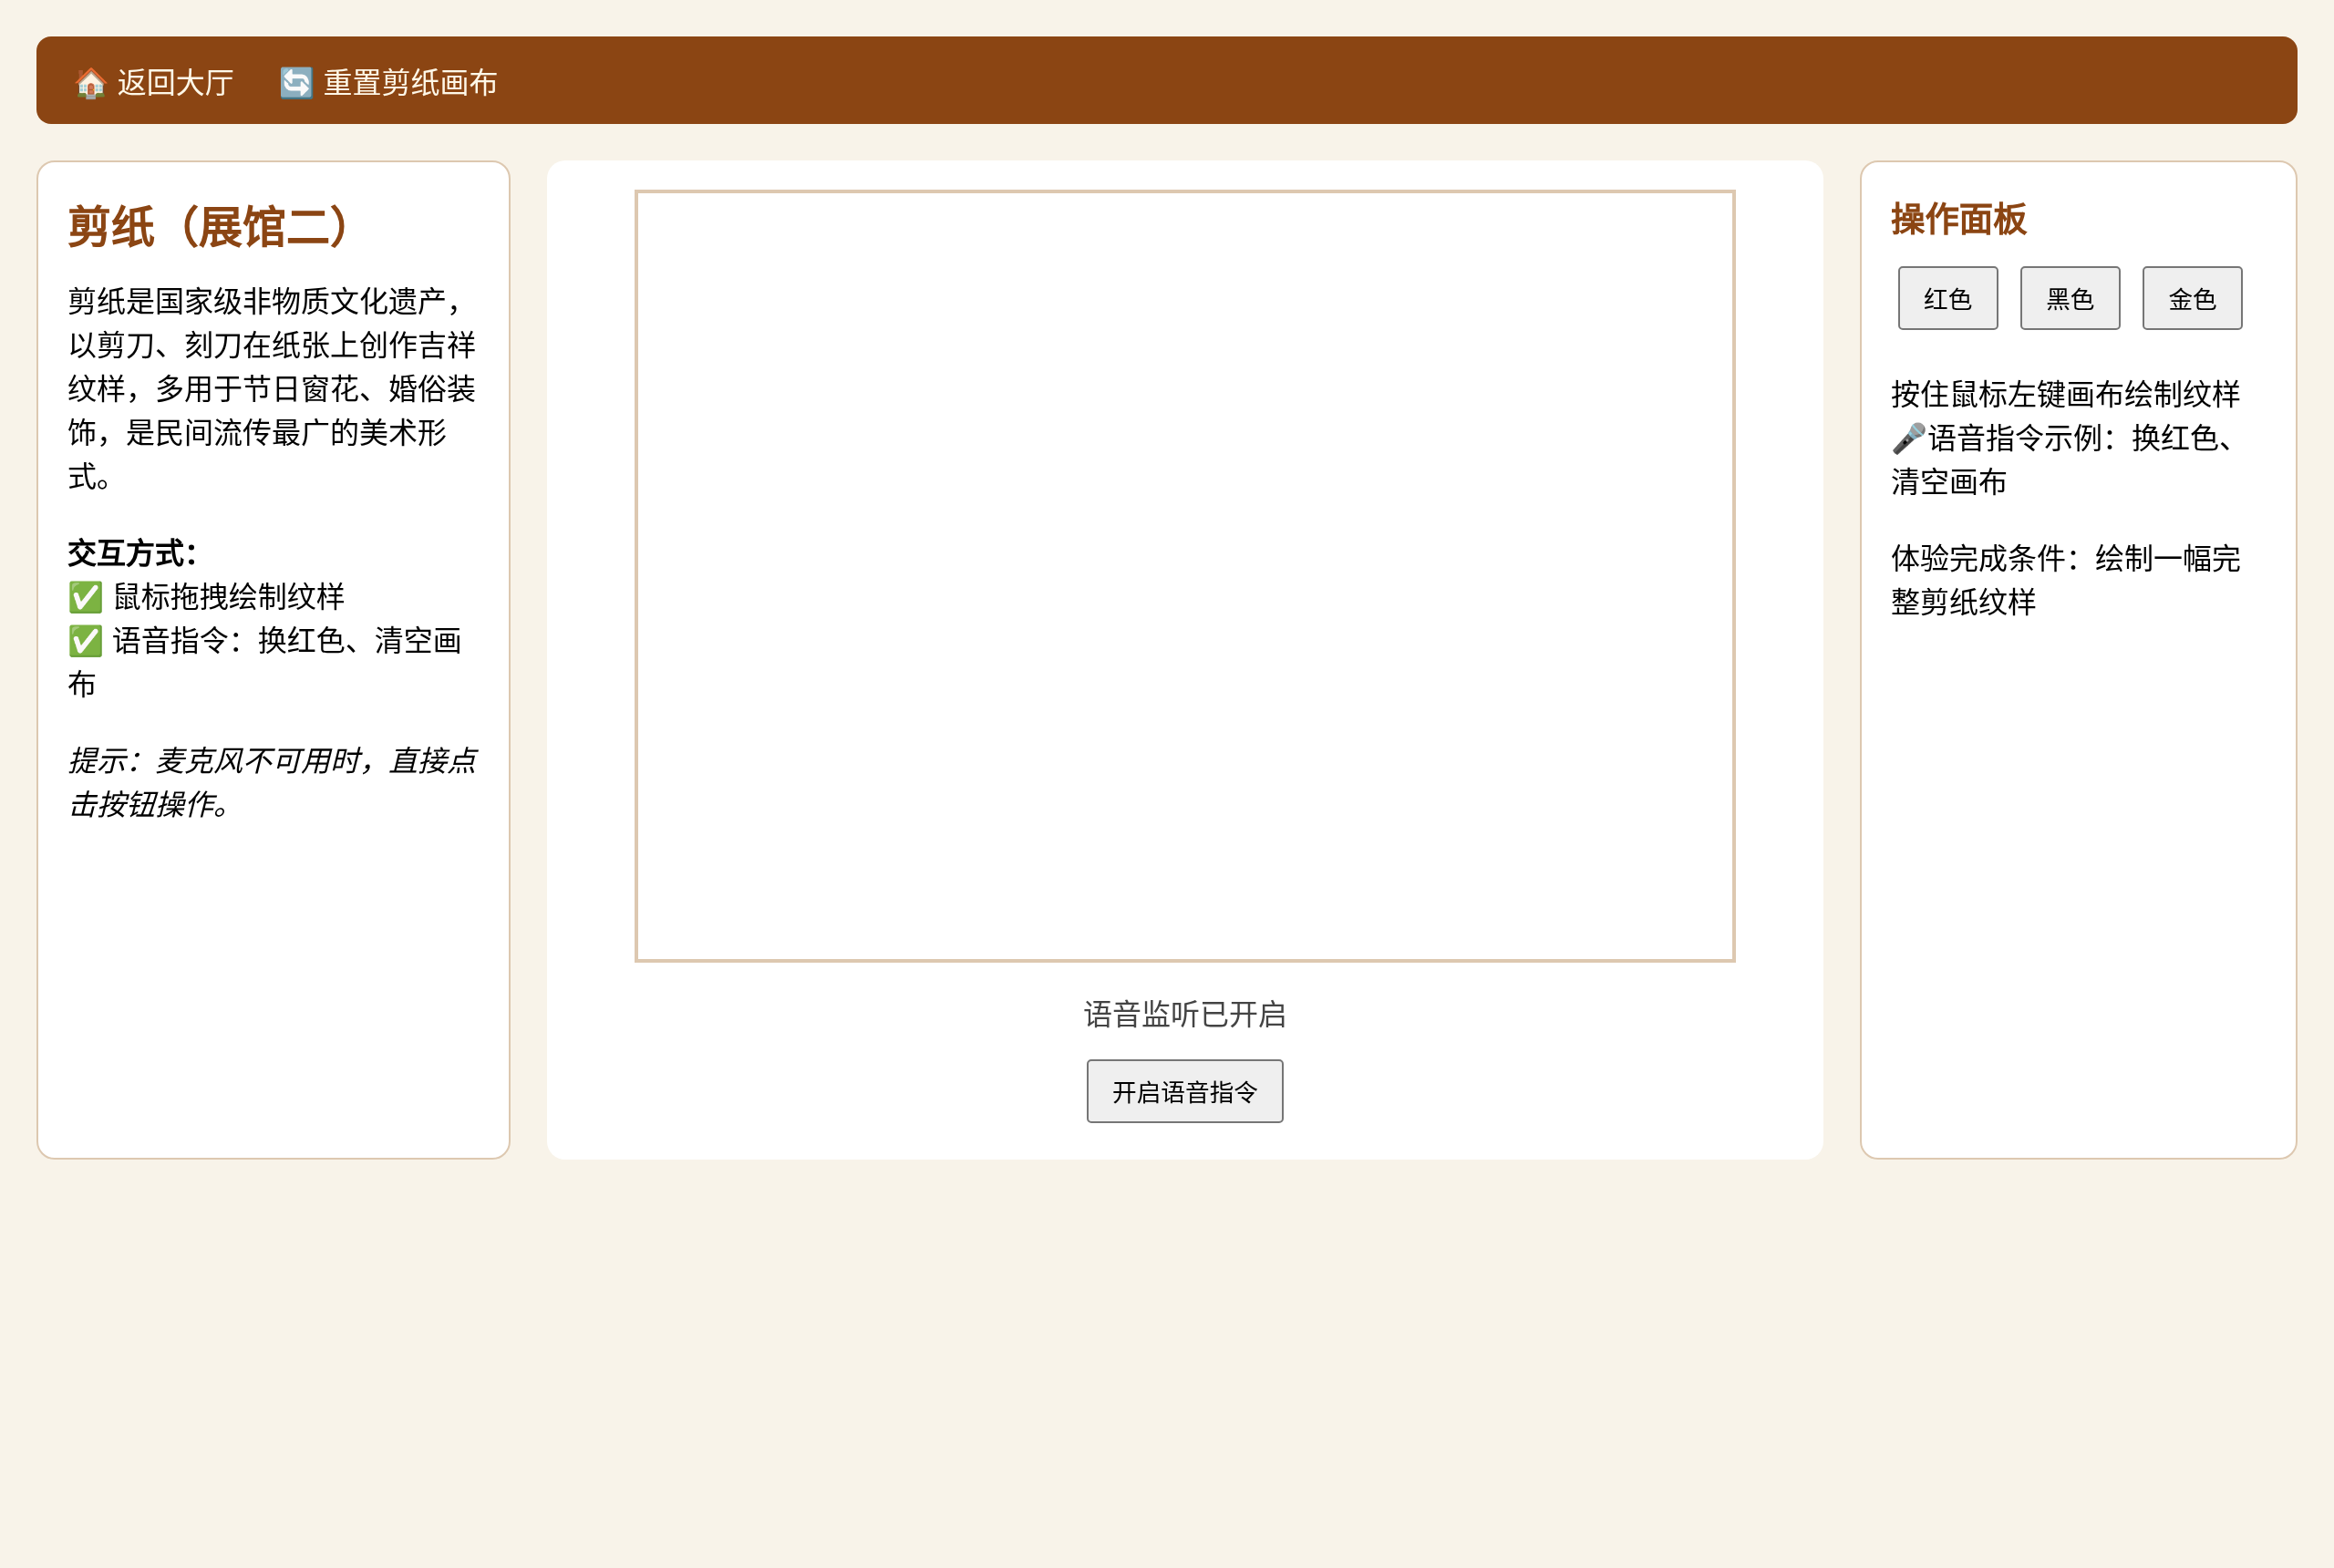 🏠 返回大厅 🔄 重置剪纸画布
剪纸（展馆二）
剪纸是国家级非物质文化遗产，
以剪刀、刻刀在纸张上创作吉祥
纹样，多用于节日窗花、婚俗装
饰，是民间流传最广的美术形
式。
交互方式：
✅ 鼠标拖拽绘制纹样
✅ 语音指令：换红色、清空画
布
提示：麦克风不可用时，直接点
击按钮操作。
语音监听已开启
开启语音指令
操作面板
红色 黑色 金色
按住鼠标左键画布绘制纹样
🎤语音指令示例：换红色、
清空画布
体验完成条件：绘制一幅完
整剪纸纹样